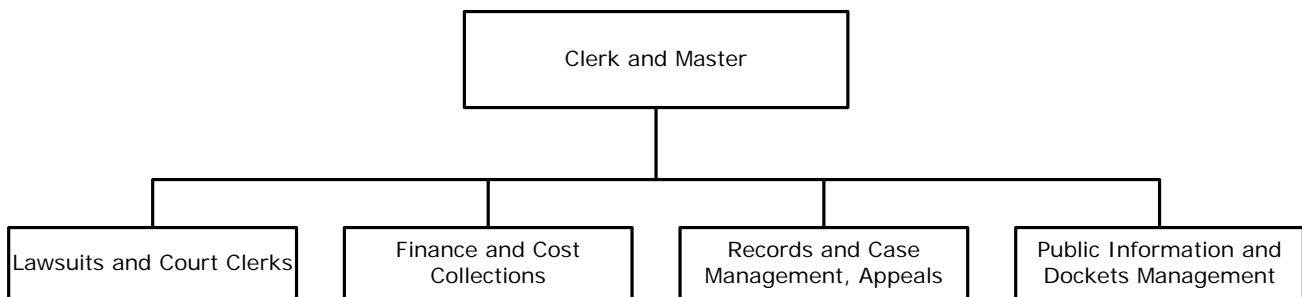 Clerk and Master
Lawsuits and Court Clerks
Finance and Cost
Collections
Records and Case
Management, Appeals
Public Information and
Dockets Management